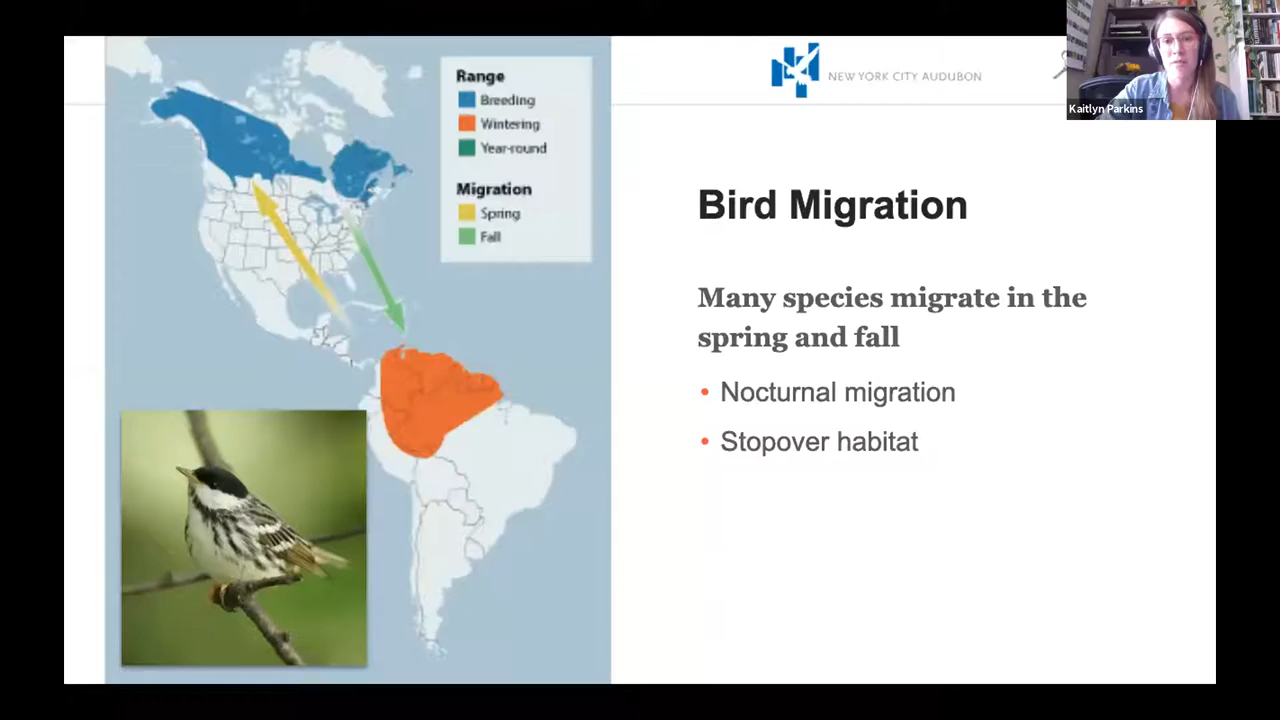 Range
Breeding
Wintering
Year-round
Migration
Spring
Fall
NEW YORK CITY AUDUBON
Kaitlyn Parkins
Bird Migration
Many species migrate in the
spring and fall
• Nocturnal migration
• Stopover habitat